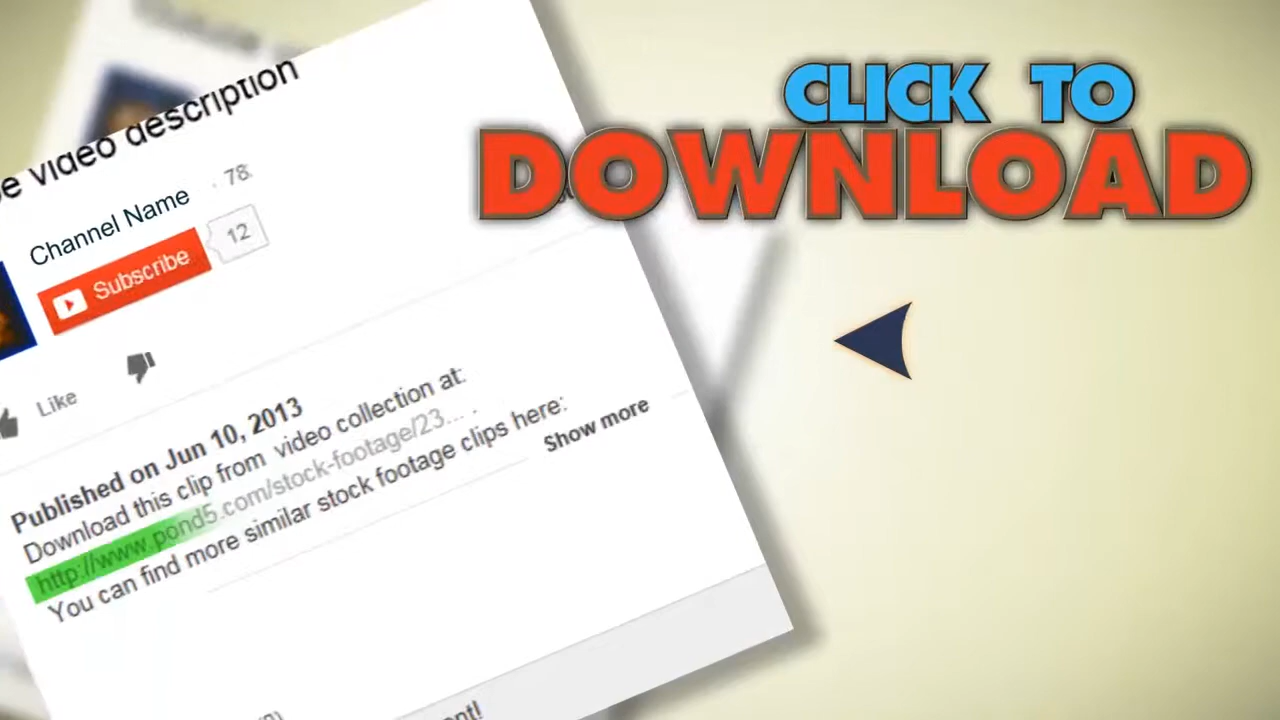 CLICK TO
DOWNLOAD
video description
Channel Name
78
Subscribe
12
Like
Published on Jun 10, 2013
Download this clip from video collection at:
http://www.pond5.com/stock-footage/23...
You can find more similar stock footage clips here:
Show more